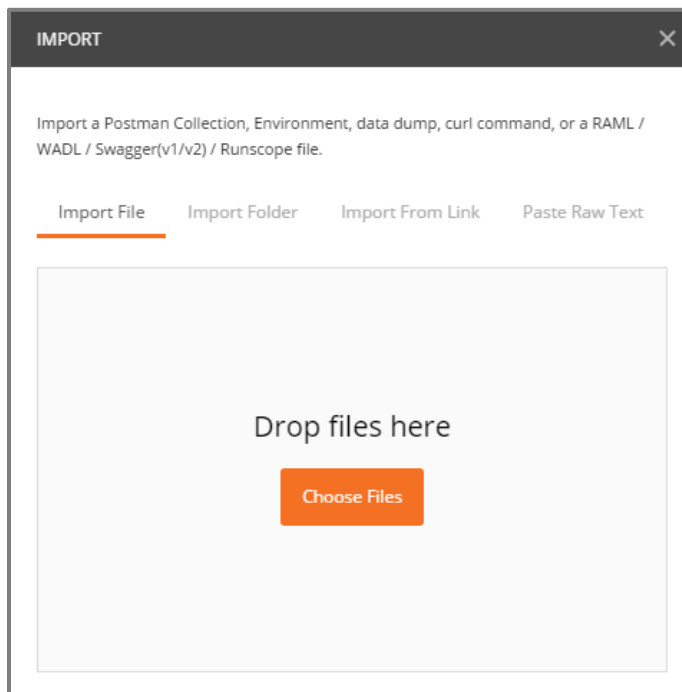 IMPORT
Import a Postman Collection, Environment, data dump, curl command, or a RAML /
WADL / Swagger(v1/v2) / Runscope file.
Import File Import Folder Import From Link Paste Raw Text
Drop files here
Choose Files